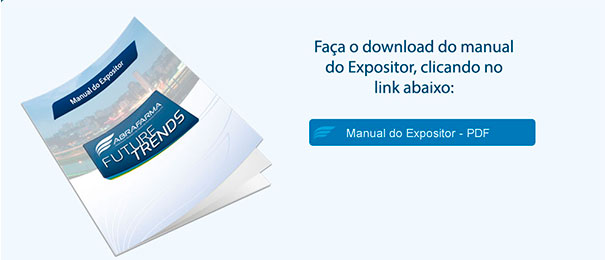 Manual do Expositor
ABRAFARMA
FUTURE
TRENDS
Faça o download do manual
do Expositor, clicando no
link abaixo:
Manual do Expositor - PDF